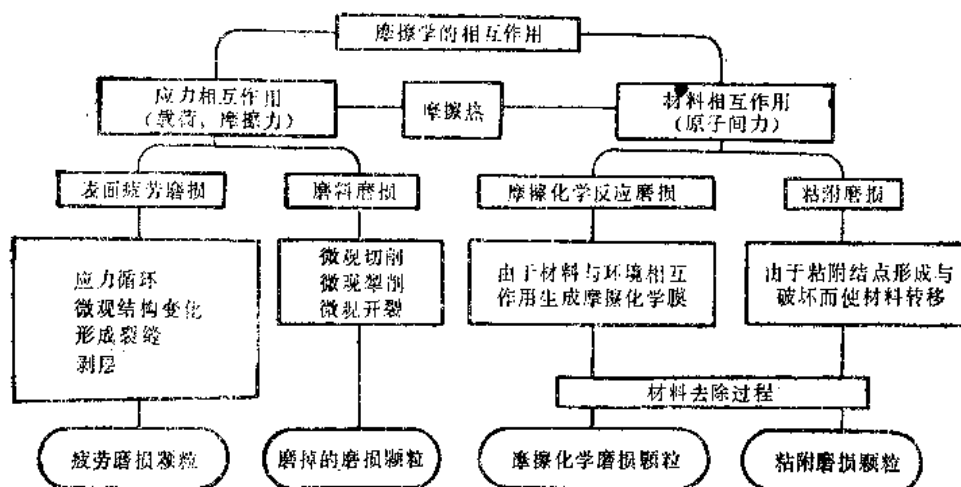 摩擦学的相互作用
应力相互作用
(载荷,摩擦力)
摩擦热
材料相互作用
(原子间力)
表面疲劳磨损
磨料磨损
摩擦化学反应磨损
粘附磨损
应力循环
微观结构变化
形成裂缝
剥层
微观切削
微观犁削
微观开裂
由于材料与环境相互
作用生成摩擦化学膜
由于粘附结点形成与
破坏而使材料转移
材料去除过程
疲劳磨损颗粒
磨掉的磨损颗粒
摩擦化学磨损颗粒
粘附磨损颗粒